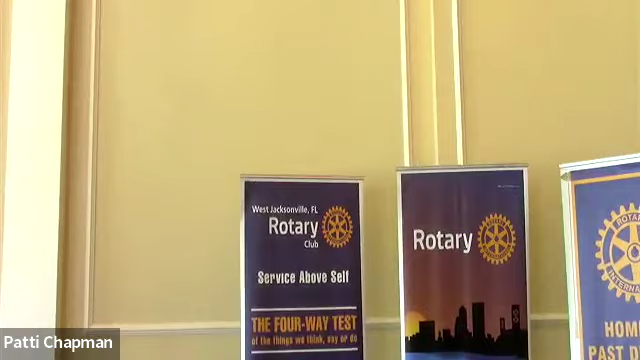 West Jacksonville, FL
Rotary
Club
Service Above Self
THE FOUR-WAY TEST
of the things we think, say or do
Rotary
ROTARY
INTERNATIONAL
HOM
PAST D
Patti Chapman